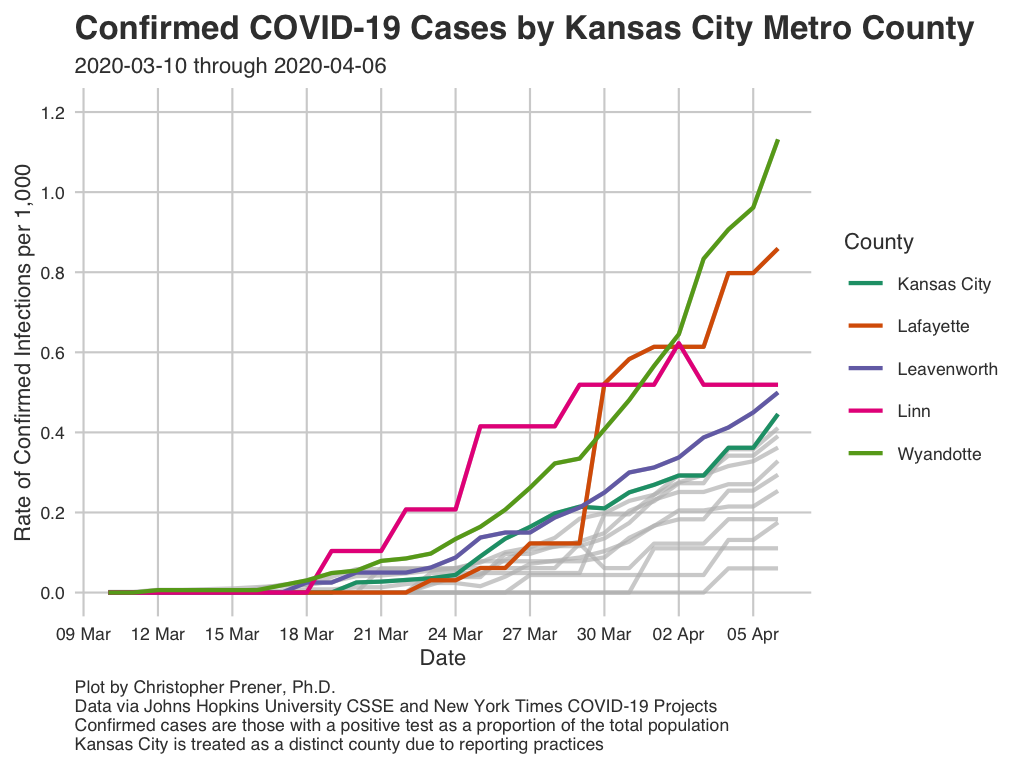 Confirmed COVID-19 Cases by Kansas City Metro County
2020-03-10 through 2020-04-06
Rate of Confirmed Infections per 1,000
1.2
1.0
0.8
0.6
0.4
0.2
0.0
09 Mar 12 Mar 15 Mar 18 Mar 21 Mar 24 Mar 27 Mar 30 Mar 02 Apr 05 Apr
Date
County
Kansas City
Lafayette
Leavenworth
Linn
Wyandotte
Plot by Christopher Prener, Ph.D.
Data via Johns Hopkins University CSSE and New York Times COVID-19 Projects
Confirmed cases are those with a positive test as a proportion of the total population
Kansas City is treated as a distinct county due to reporting practices